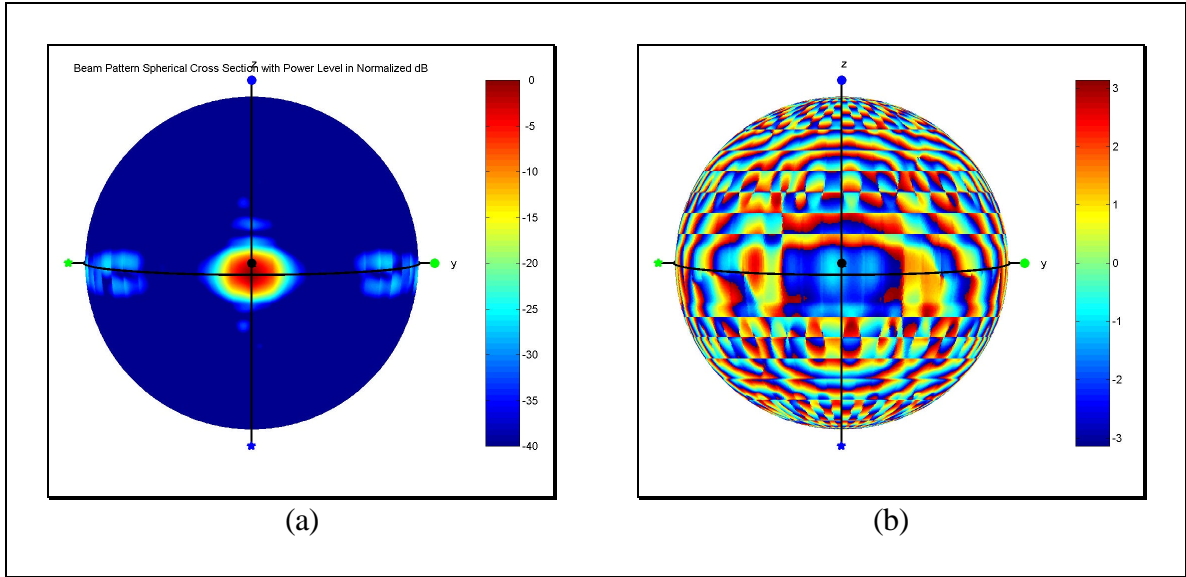 Beam Pattern Spherical Cross Section with Power Level in Normalized dB
z
y
0
-5
-10
-15
-20
-25
-30
-35
-40
(a)
z
y
3
2
1
0
-1
-2
-3
(b)